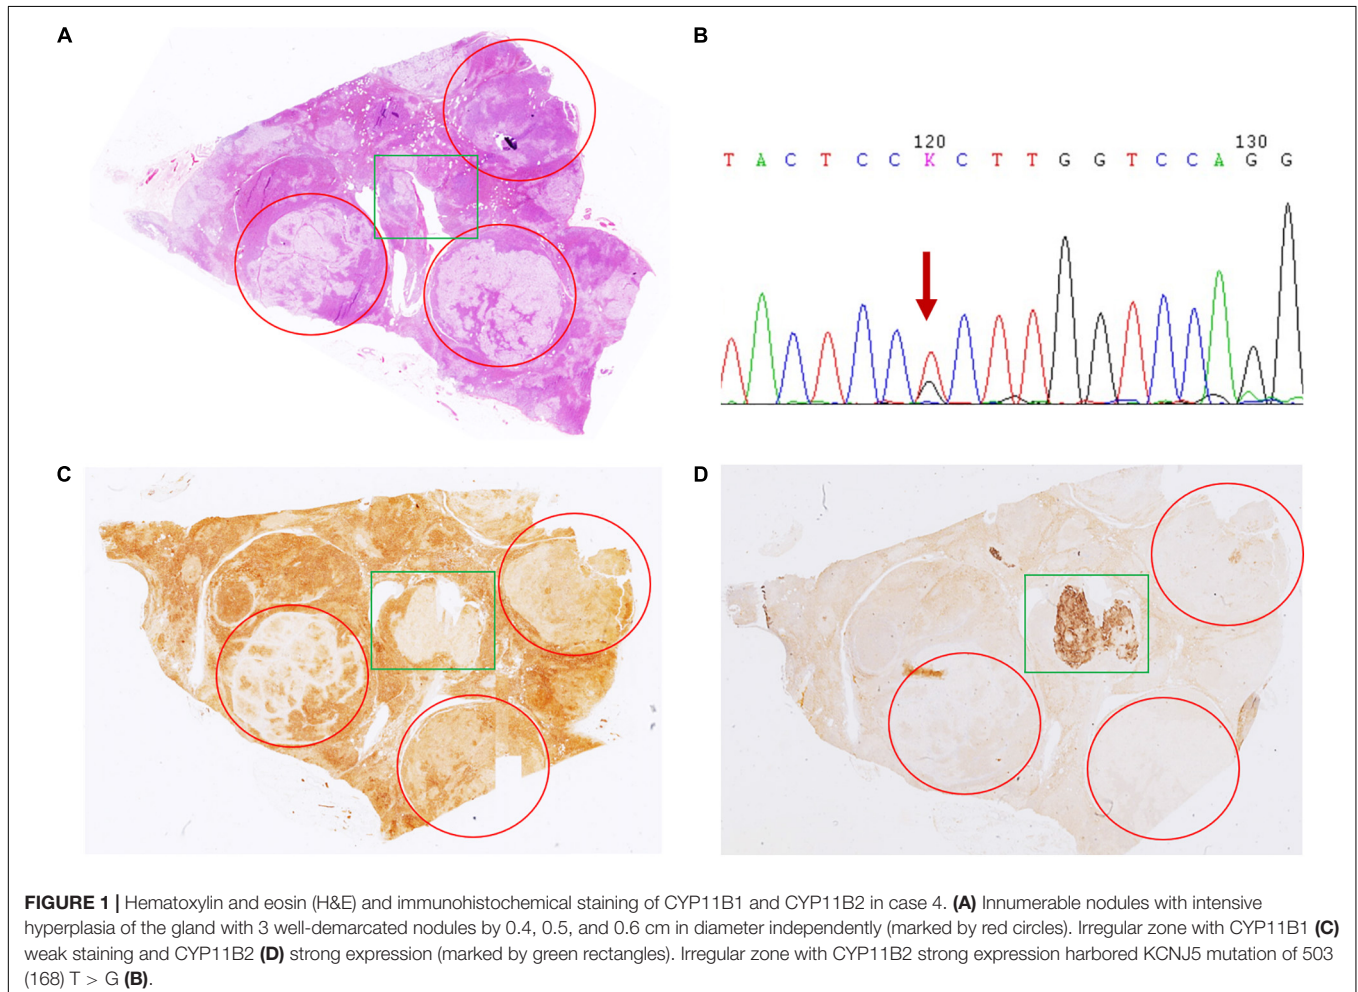 A
B
120 130
T A C T C C K C T T G G T C C A G G
C
D
FIGURE 1 | Hematoxylin and eosin (H&E) and immunohistochemical staining of CYP11B1 and CYP11B2 in case 4. (A) Innumerable nodules with intensive
hyperplasia of the gland with 3 well-demarcated nodules by 0.4, 0.5, and 0.6 cm in diameter independently (marked by red circles). Irregular zone with CYP11B1 (C)
weak staining and CYP11B2 (D) strong expression (marked by green rectangles). Irregular zone with CYP11B2 strong expression harbored KCNJ5 mutation of 503
(168) T > G (B).